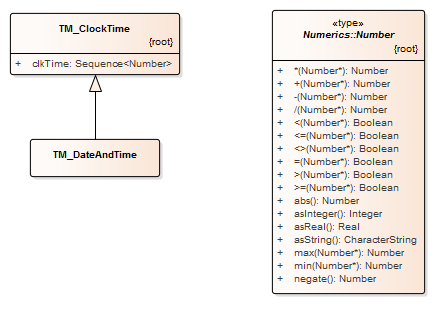 TM_ClockTime
{root}
+ clkTime: Sequence<Number>
TM_DateAndTime
«type»
Numerics::Number
{root}
+ *(Number*): Number
+ +(Number*): Number
+ -(Number*): Number
+ /(Number*): Number
+ <(Number*): Boolean
+ <=(Number*): Boolean
+ <>(Number*): Boolean
+ =(Number*): Boolean
+ >(Number*): Boolean
+ >=(Number*): Boolean
+ abs(): Number
+ asInteger(): Integer
+ asReal(): Real
+ asString(): CharacterString
+ max(Number*): Number
+ min(Number*): Number
+ negate(): Number